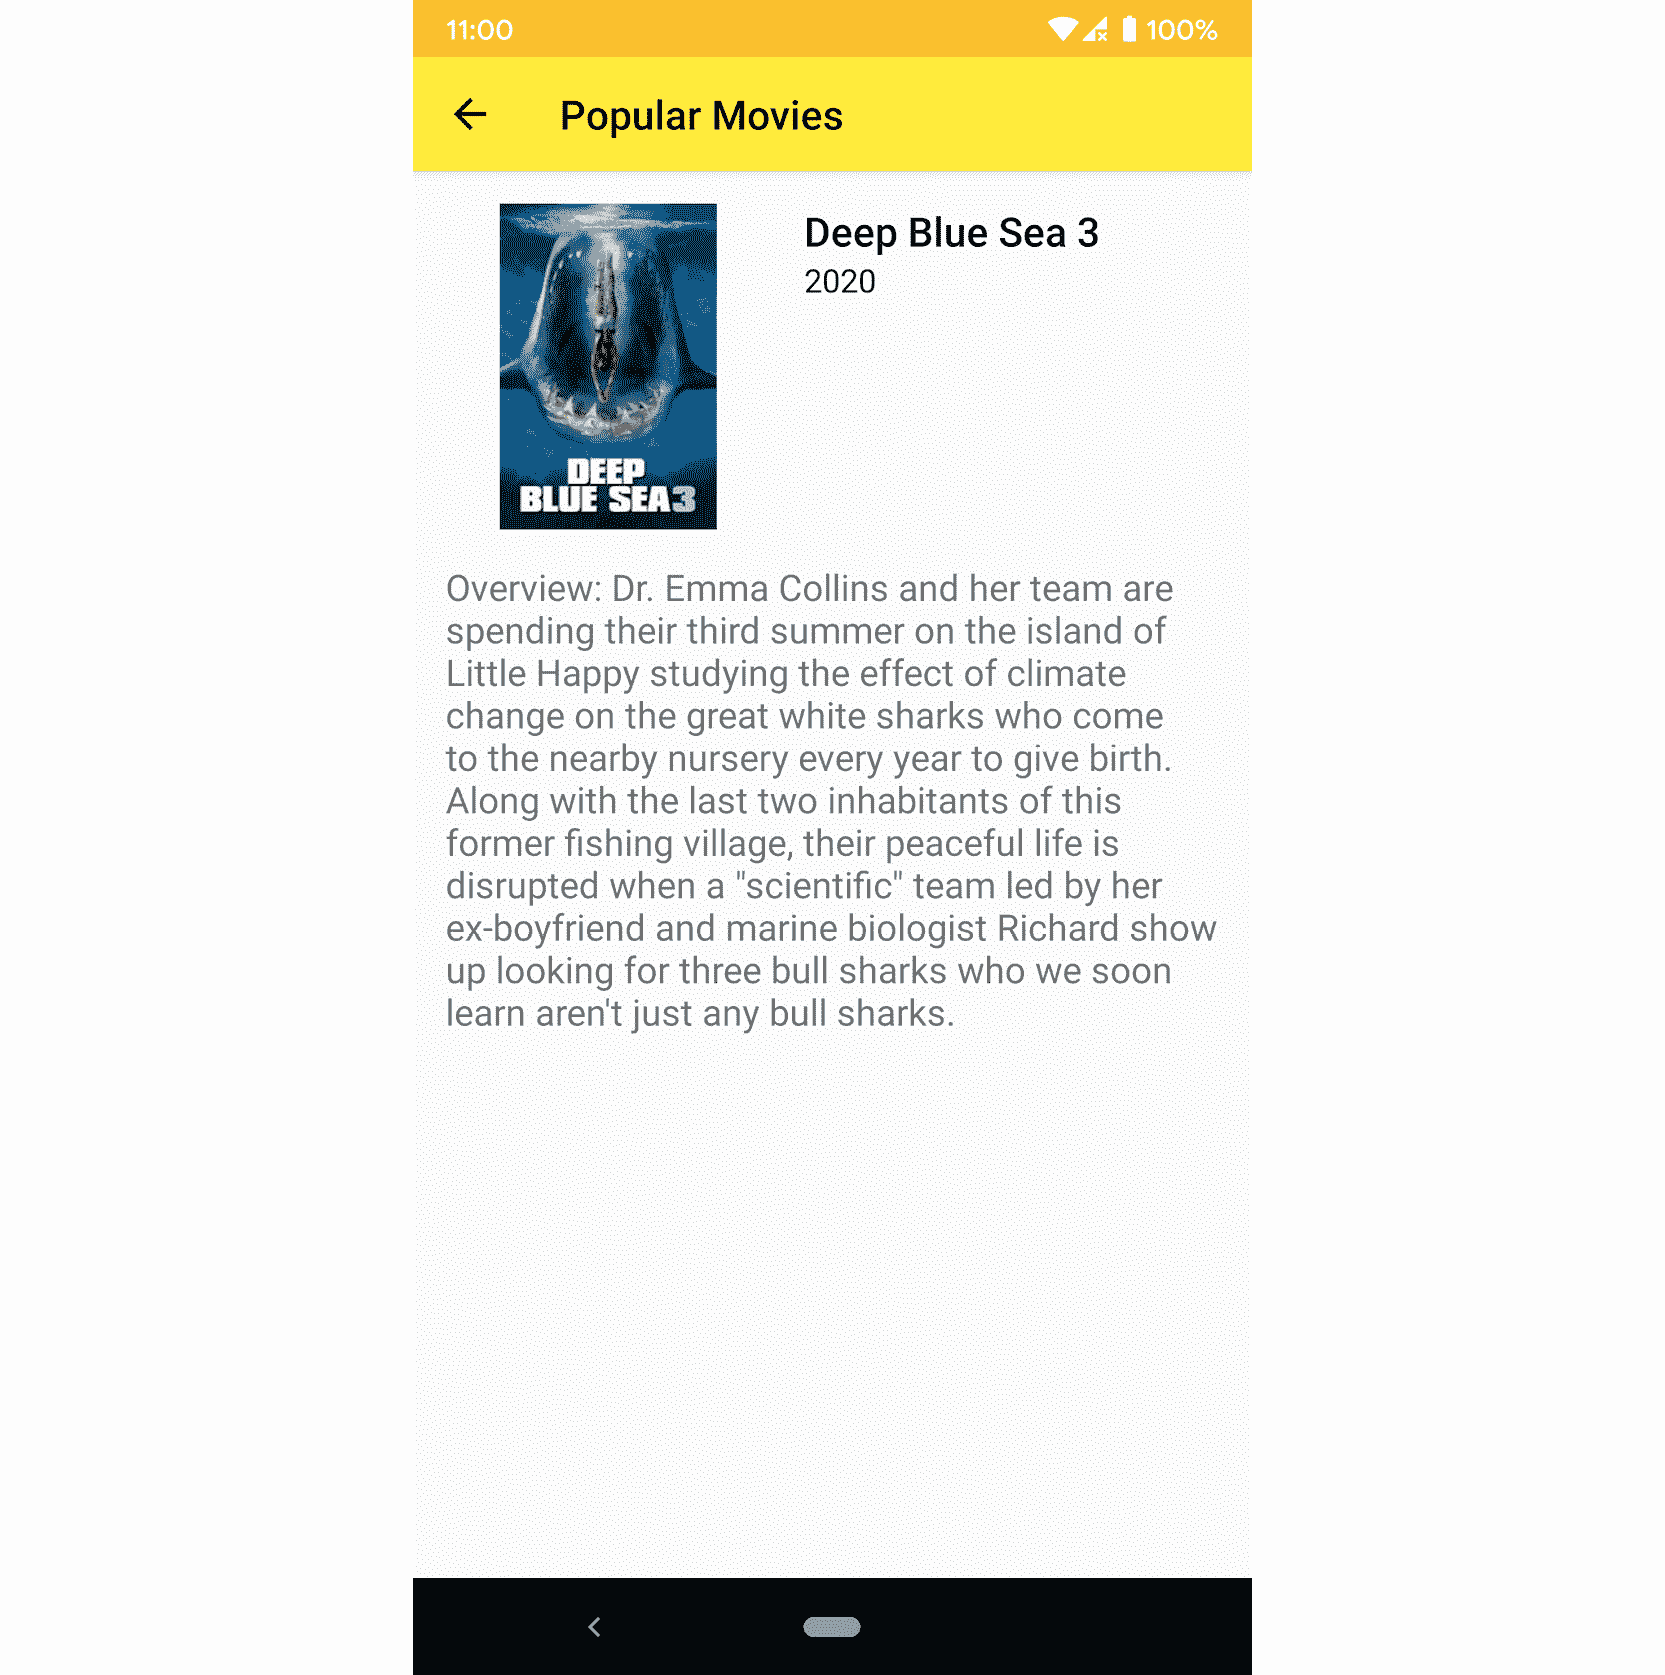 11:00 100%
Popular Movies
Deep Blue Sea 3
2020
DEEP
BLUE SEA 3
Overview: Dr. Emma Collins and her team are
spending their third summer on the island of
Little Happy studying the effect of climate
change on the great white sharks who come
to the nearby nursery every year to give birth.
Along with the last two inhabitants of this
former fishing village, their peaceful life is
disrupted when a "scientific" team led by her
ex-boyfriend and marine biologist Richard show
up looking for three bull sharks who we soon
learn aren't just any bull sharks.